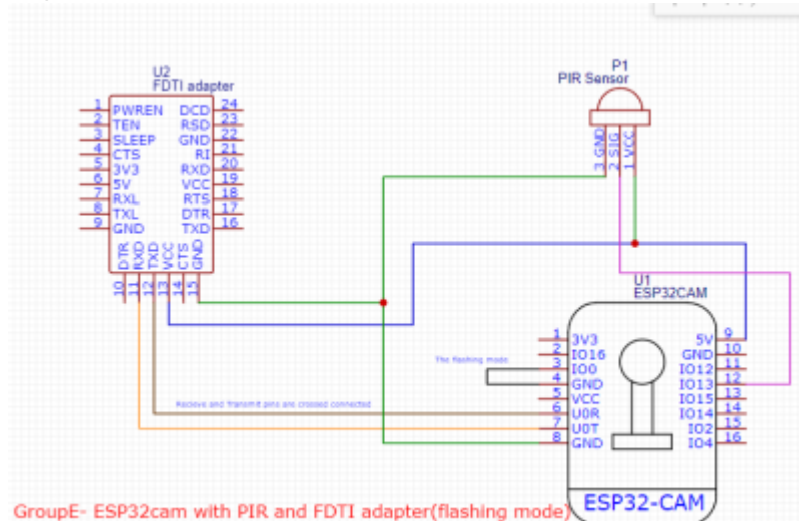 U2
FDTI adapter
1 PWREN DCD 24
2 TEN RSD 23
3 SLEEP GND 22
4 CTS RI 21
5 3V3 RXD 20
6 5V VCC 19
7 RXL RTS 18
8 TXL DTR 17
9 GND TXD 16
DTR RXD TXD VCC CTS GND
10 11 12 13 14 15
P1
PIR Sensor
3 GND
2 SIG
1 VCC
U1
ESP32CAM
1 3V3 5V 9
2 IO16 GND 10
3 IO0 IO12 11
4 GND IO13 12
5 VCC IO15 13
6 U0R IO14 14
7 U0T IO2 15
8 GND IO4 16
The flashing mode
Recieve and Transmit pins are crossed connected
ESP32-CAM
GroupE- ESP32cam with PIR and FDTI adapter(flashing mode)